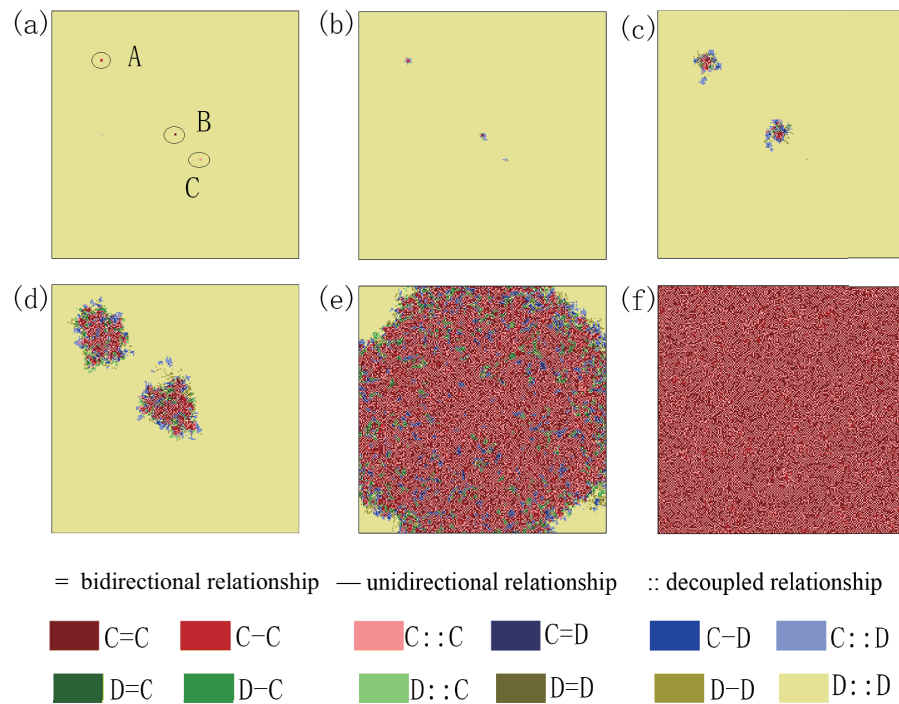 (a) (b) (c)
A
B
C
(d) (e) (f)
= bidirectional relationship — unidirectional relationship :: decoupled relationship
C=C C-C C::C C=D C-D C::D
D=C D-C D::C D=D D-D D::D